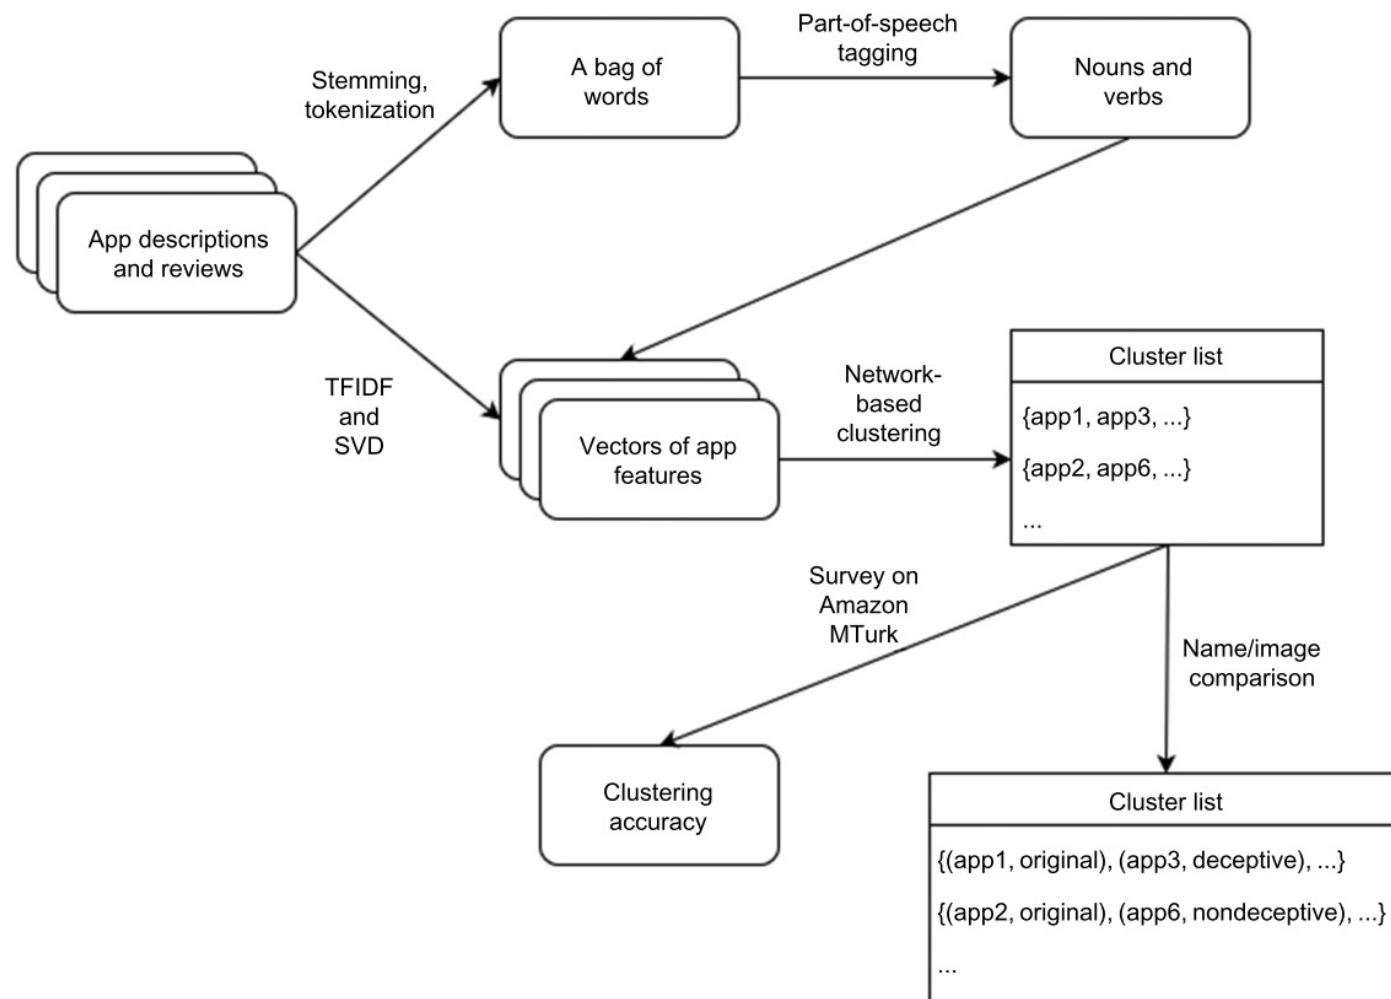 Stemming,
tokenization
A bag of
words
Part-of-speech
tagging
Nouns and
verbs
App descriptions
and reviews
TFIDF
and
SVD
Vectors of app
features
Network-
based
clustering
Cluster list
{app1, app3, ...}
{app2, app6, ...}
...
Survey on
Amazon
MTurk
Name/image
comparison
Clustering
accuracy
Cluster list
{(app1, original), (app3, deceptive), ...}
{(app2, original), (app6, nondeceptive), ...}
...